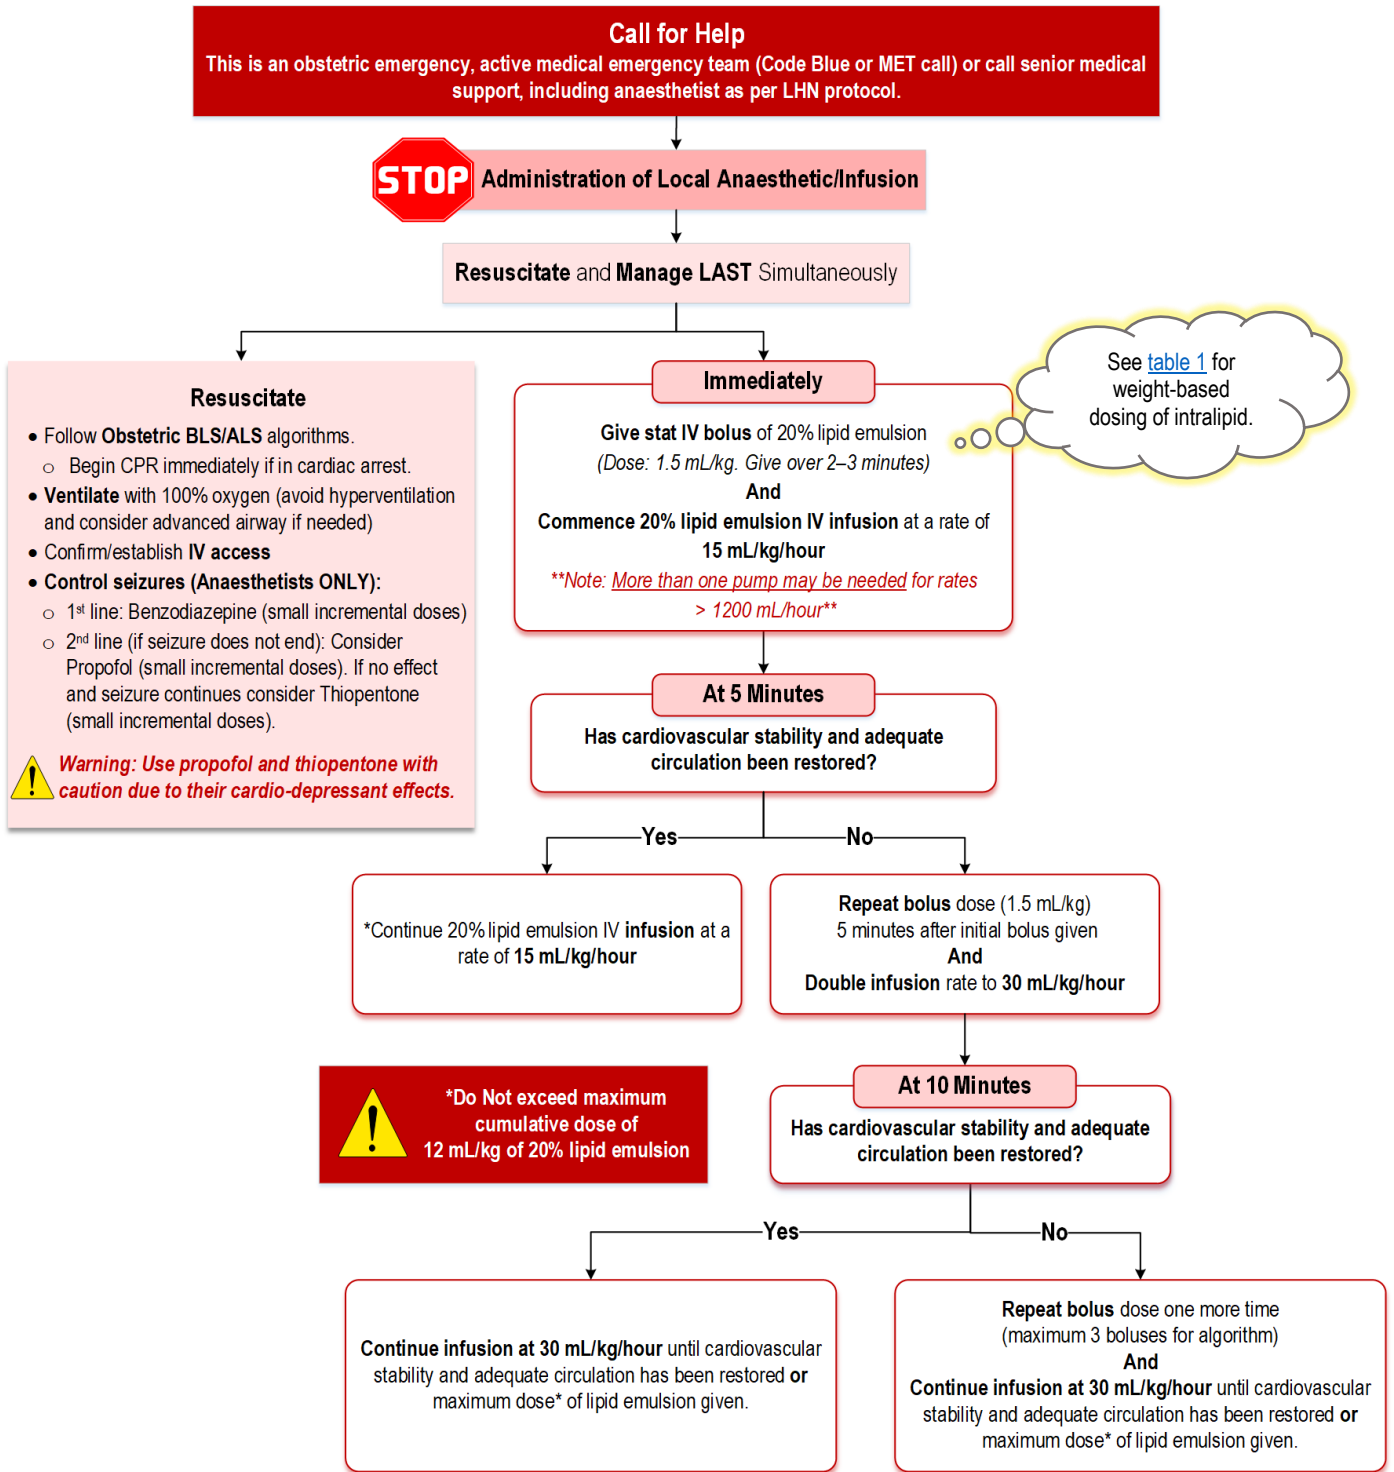 Call for Help
This is an obstetric emergency, active medical emergency team (Code Blue or MET call) or call senior medical
support, including anaesthetist as per LHN protocol.
STOP
Administration of Local Anaesthetic/Infusion
Resuscitate and Manage LAST Simultaneously
Resuscitate
• Follow Obstetric BLS/ALS algorithms.
o Begin CPR immediately if in cardiac arrest.
• Ventilate with 100% oxygen (avoid hyperventilation
and consider advanced airway if needed)
• Confirm/establish IV access
• Control seizures (Anaesthetists ONLY):
o 1st line: Benzodiazepine (small incremental doses)
o 2nd line (if seizure does not end): Consider
Propofol (small incremental doses). If no effect
and seizure continues consider Thiopentone
(small incremental doses).
Warning: Use propofol and thiopentone with
caution due to their cardio-depressant effects.
Immediately
Give stat IV bolus of 20% lipid emulsion
(Dose: 1.5 mL/kg. Give over 2–3 minutes)
And
Commence 20% lipid emulsion IV infusion at a rate of
15 mL/kg/hour
**Note: More than one pump may be needed for rates
> 1200 mL/hour**
See table 1 for
weight-based
dosing of intralipid.
At 5 Minutes
Has cardiovascular stability and adequate
circulation been restored?
Yes
No
*Continue 20% lipid emulsion IV infusion at a
rate of 15 mL/kg/hour
Repeat bolus dose (1.5 mL/kg)
5 minutes after initial bolus given
And
Double infusion rate to 30 mL/kg/hour
*Do Not exceed maximum
cumulative dose of
12 mL/kg of 20% lipid emulsion
At 10 Minutes
Has cardiovascular stability and adequate
circulation been restored?
Yes
No
Continue infusion at 30 mL/kg/hour until cardiovascular
stability and adequate circulation has been restored or
maximum dose* of lipid emulsion given.
Repeat bolus dose one more time
(maximum 3 boluses for algorithm)
And
Continue infusion at 30 mL/kg/hour until cardiovascular
stability and adequate circulation has been restored or
maximum dose* of lipid emulsion given.